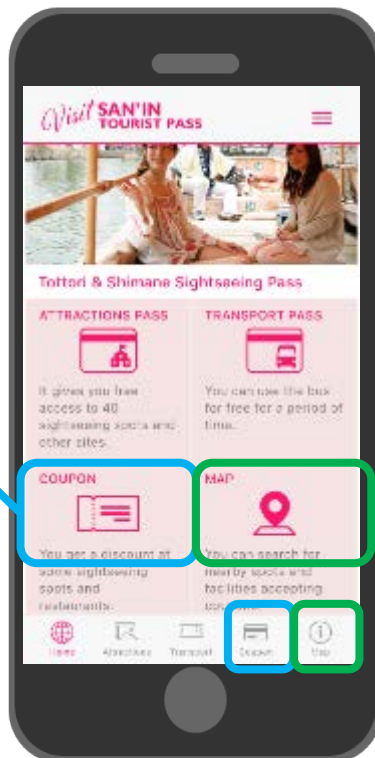 Visit SAN'IN
TOURIST PASS
Tottori & Shimane Sightseeing Pass
ATTRACTIONS PASS
TRANSPORT PASS
It gives you free
access to 40
sightseeing spots and
other sites.
You can use the bus
for free for a period of
time.
COUPON
MAP
You get a discount at
some sightseeing
spots and
restaurants.
You can search for
nearby spots and
facilities accepting
Home
Attractions
Transport
Coupon
Map